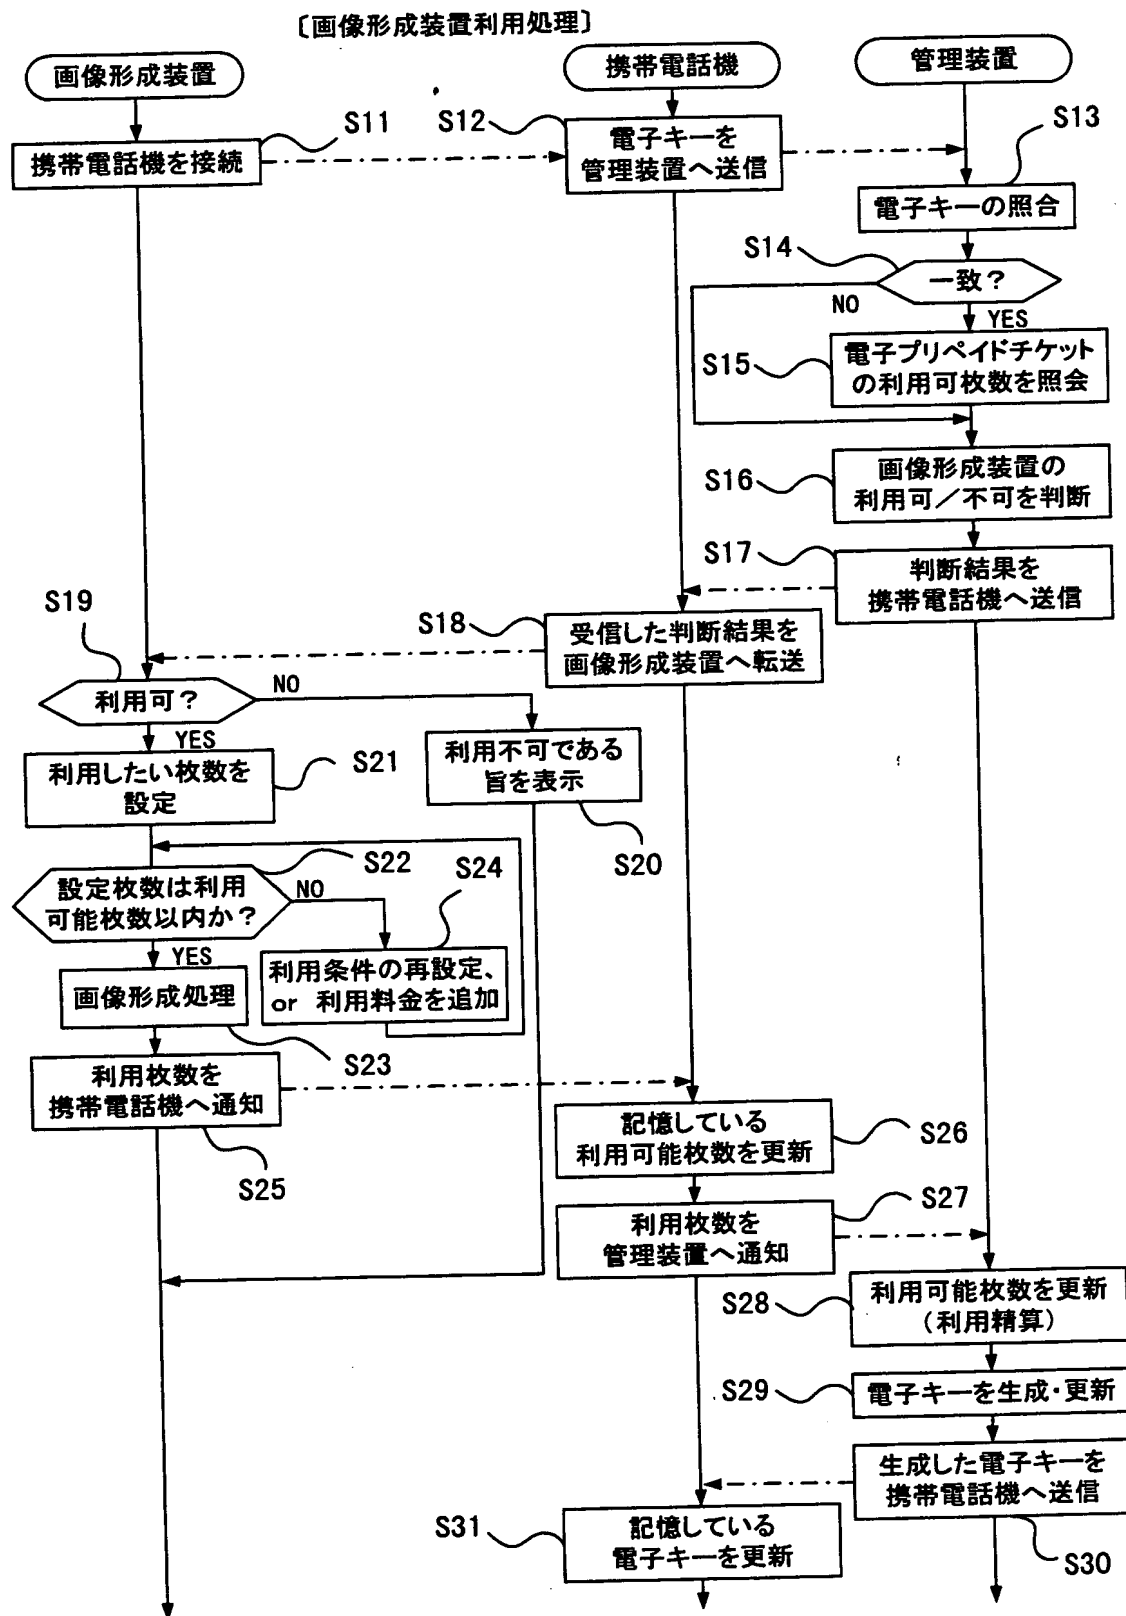 〔画像形成装置利用処理〕
画像形成装置
携帯電話機
管理装置
S11
S12
S13
携帯電話機を接続
電子キーを
管理装置へ送信
電子キーの照合
S14
一致?
NO
YES
S15
電子プリペイドチケット
の利用可枚数を照会
S16
画像形成装置の
利用可/不可を判断
S17
判断結果を
携帯電話機へ送信
S18
受信した判断結果を
画像形成装置へ転送
S19
利用可?
NO
YES
利用不可である
旨を表示
S20
利用したい枚数を
設定
S21
S22
設定枚数は利用
可能枚数以内か?
NO
YES
S24
利用条件の再設定、
or 利用料金を追加
画像形成処理
S23
利用枚数を
携帯電話機へ通知
S25
記憶している
利用可能枚数を更新
S26
S27
利用枚数を
管理装置へ通知
S28
利用可能枚数を更新
(利用精算)
S29
電子キーを生成・更新
生成した電子キーを
携帯電話機へ送信
S30
S31
記憶している
電子キーを更新